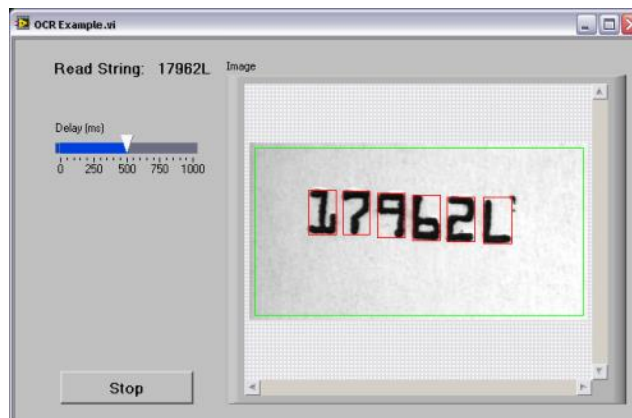 OCR Example.vi
Read String: 17962L
Image
Delay (ms)
0 250 500 750 1000
17962L
Stop